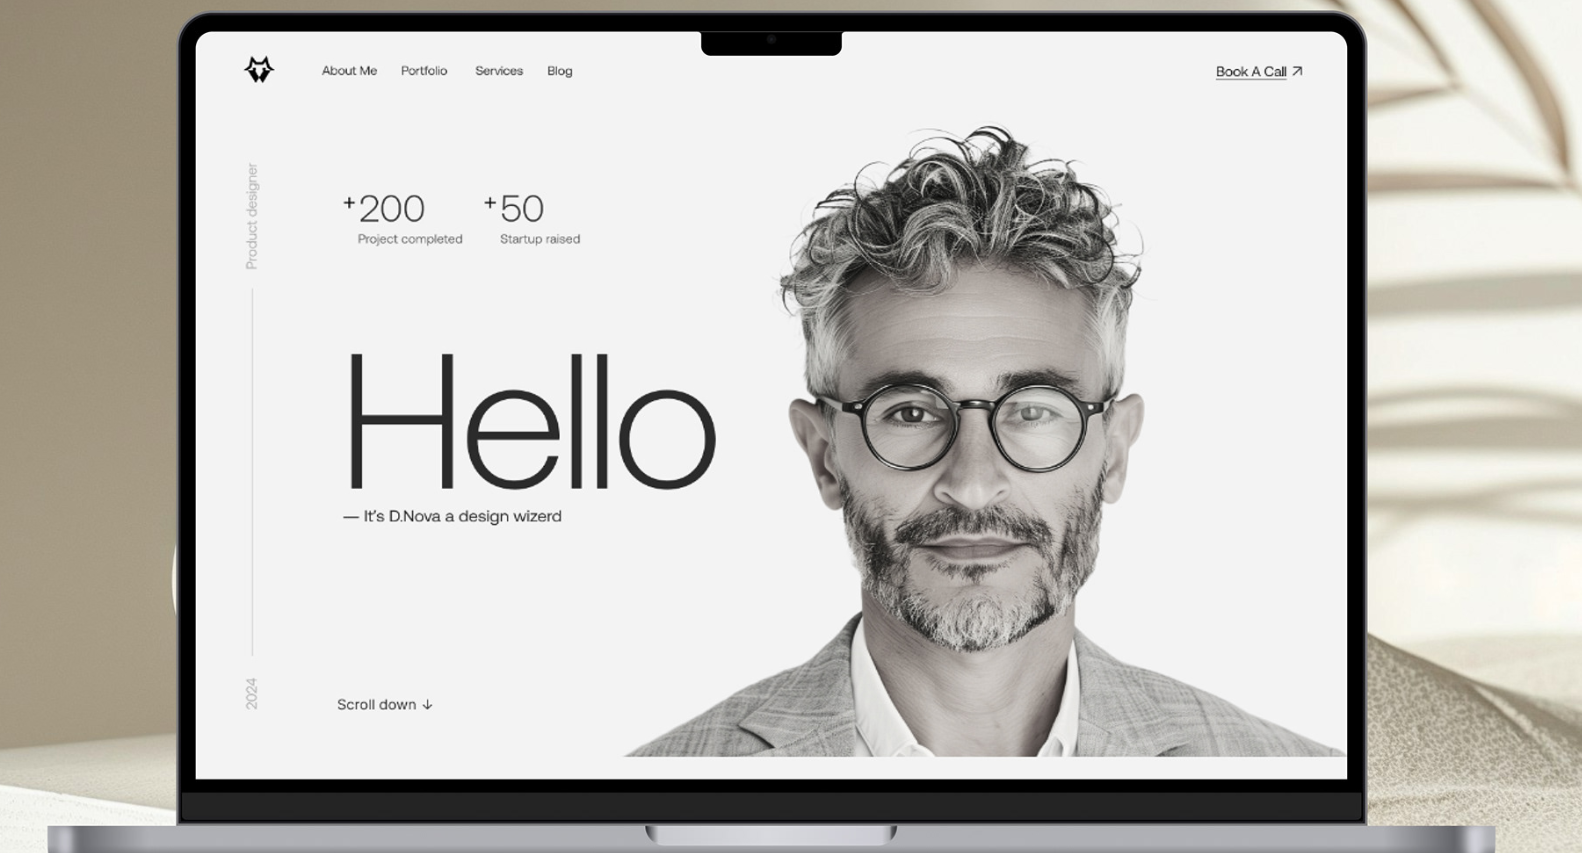 About Me
Portfolio
Services
Blog
Book A Call
Product designer
+200
Project completed
+50
Startup raised
Hello
— It's D.Nova a design wizerd
2024
Scroll down ↓